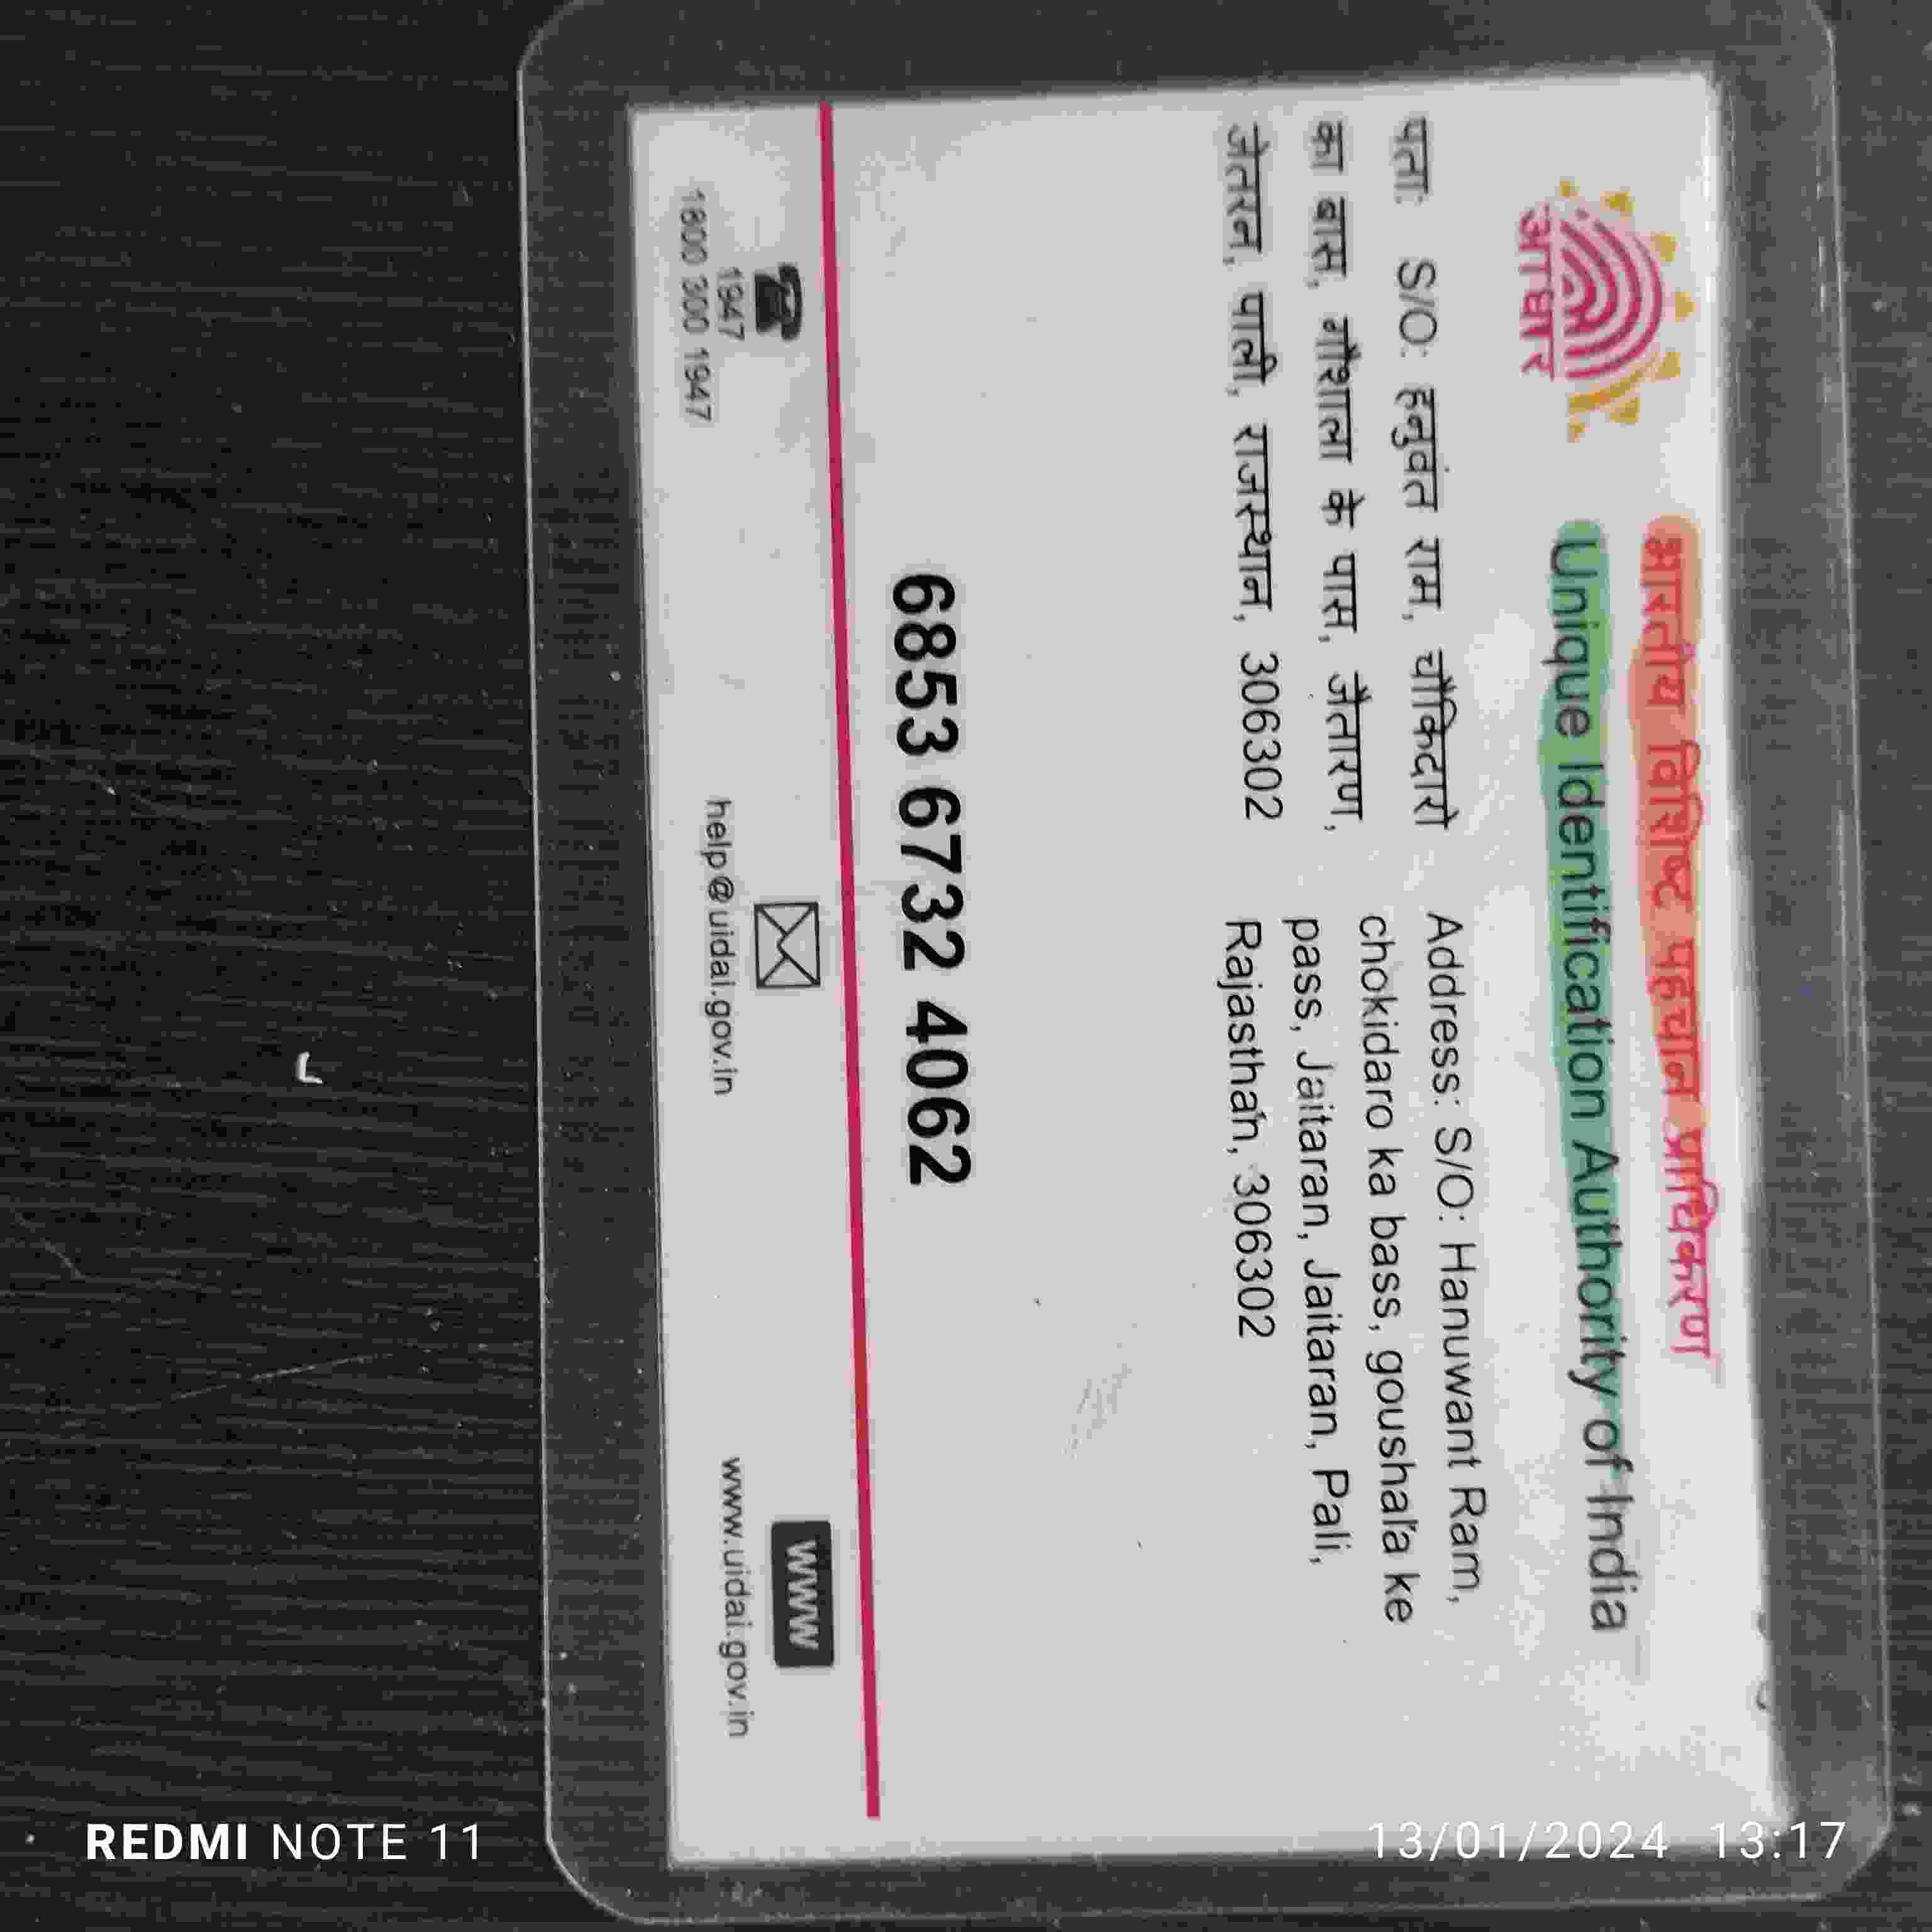 आधार
भारतीय विशिष्ट पहचान प्राधिकरण
Unique Identification Authority of India
पता: S/O: हनुवंत राम, चौकिदारो
का बास, गौशाला के पास, जैतारण,
जेतरन, पाली, राजस्थान, 306302
Address: S/O: Hanuwant Ram,
chokidaro ka bass, goushala ke
pass, Jaitaran, Jaitaran, Pali,
Rajasthan, 306302
6853 6732 4062
1947
1800 300 1947
help@uidai.gov.in
WWW
www.uidai.gov.in
REDMI NOTE 11
13/01/2024 13:17